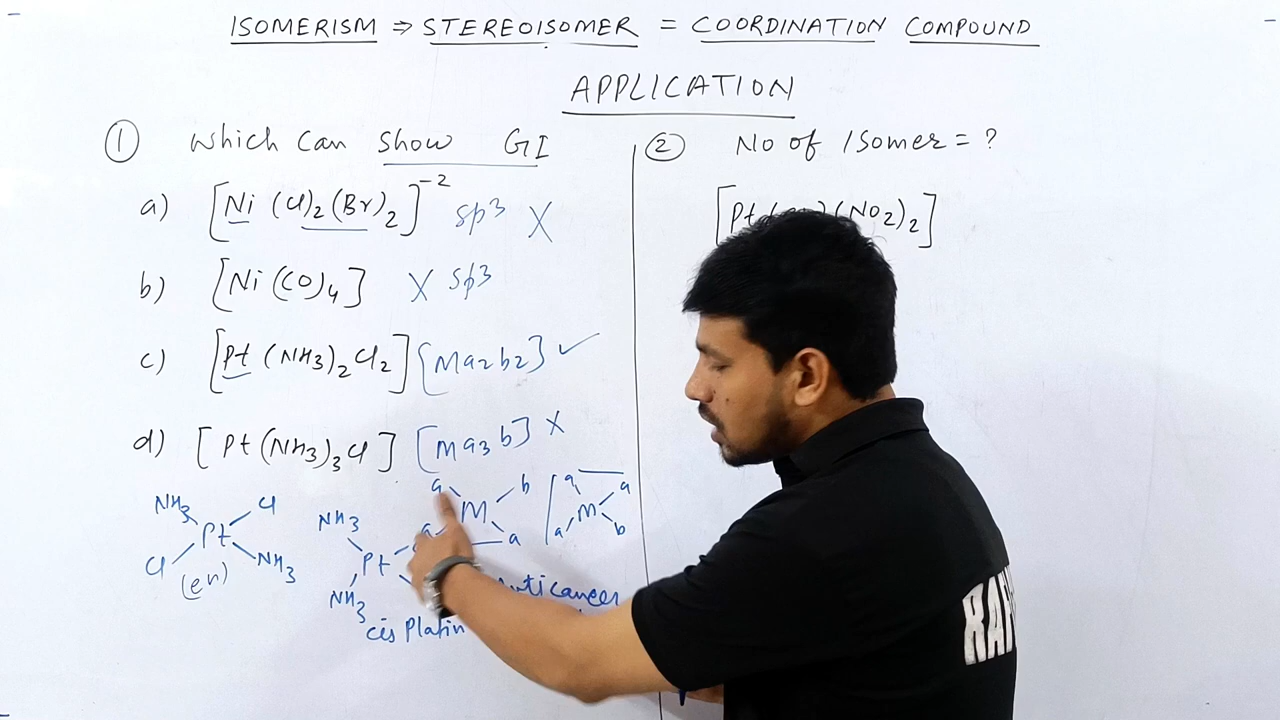 ISOMERISM ⇒ STEREOISOMER = COORDINATION COMPOUND
APPLICATION
① Which Can Show GI
a) [Ni (Cl)2 (Br)2]-2 sp3 X
b) [Ni (CO)4] X sp3
c) [Pt (NH3)2 Cl2] [Ma2b2] ✓
d) [Pt (NH3)3 Cl] [Ma3b] X
a b
M
a a
a a
M
a b
NH3 Cl
Pt
Cl NH3
(en)
NH3
Pt
NH3
cis Platin
② No of Isomer = ?
[Pt (NO2)2]